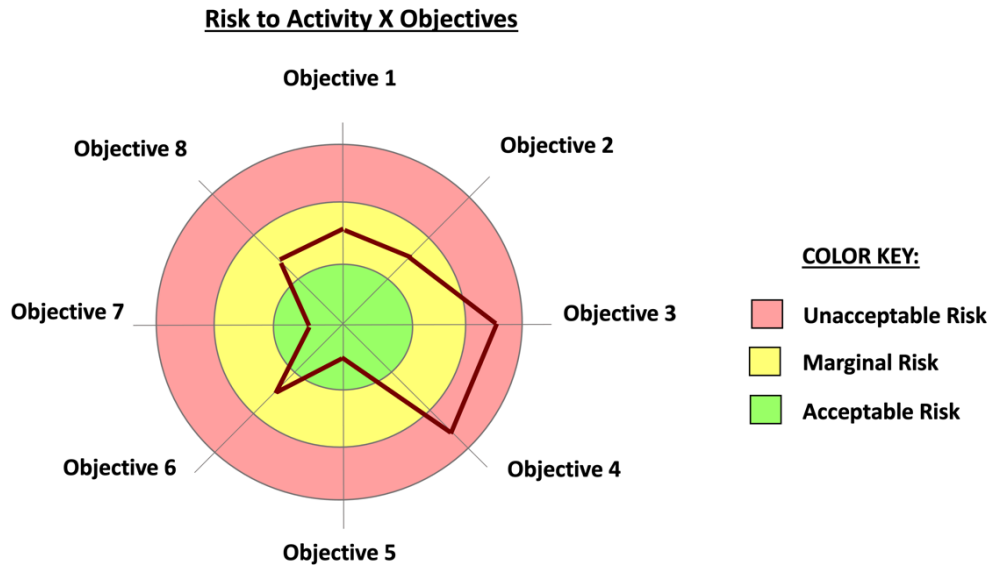 Risk to Activity X Objectives
Objective 1
Objective 2
Objective 3
Objective 4
Objective 5
Objective 6
Objective 7
Objective 8
COLOR KEY:
Unacceptable Risk
Marginal Risk
Acceptable Risk